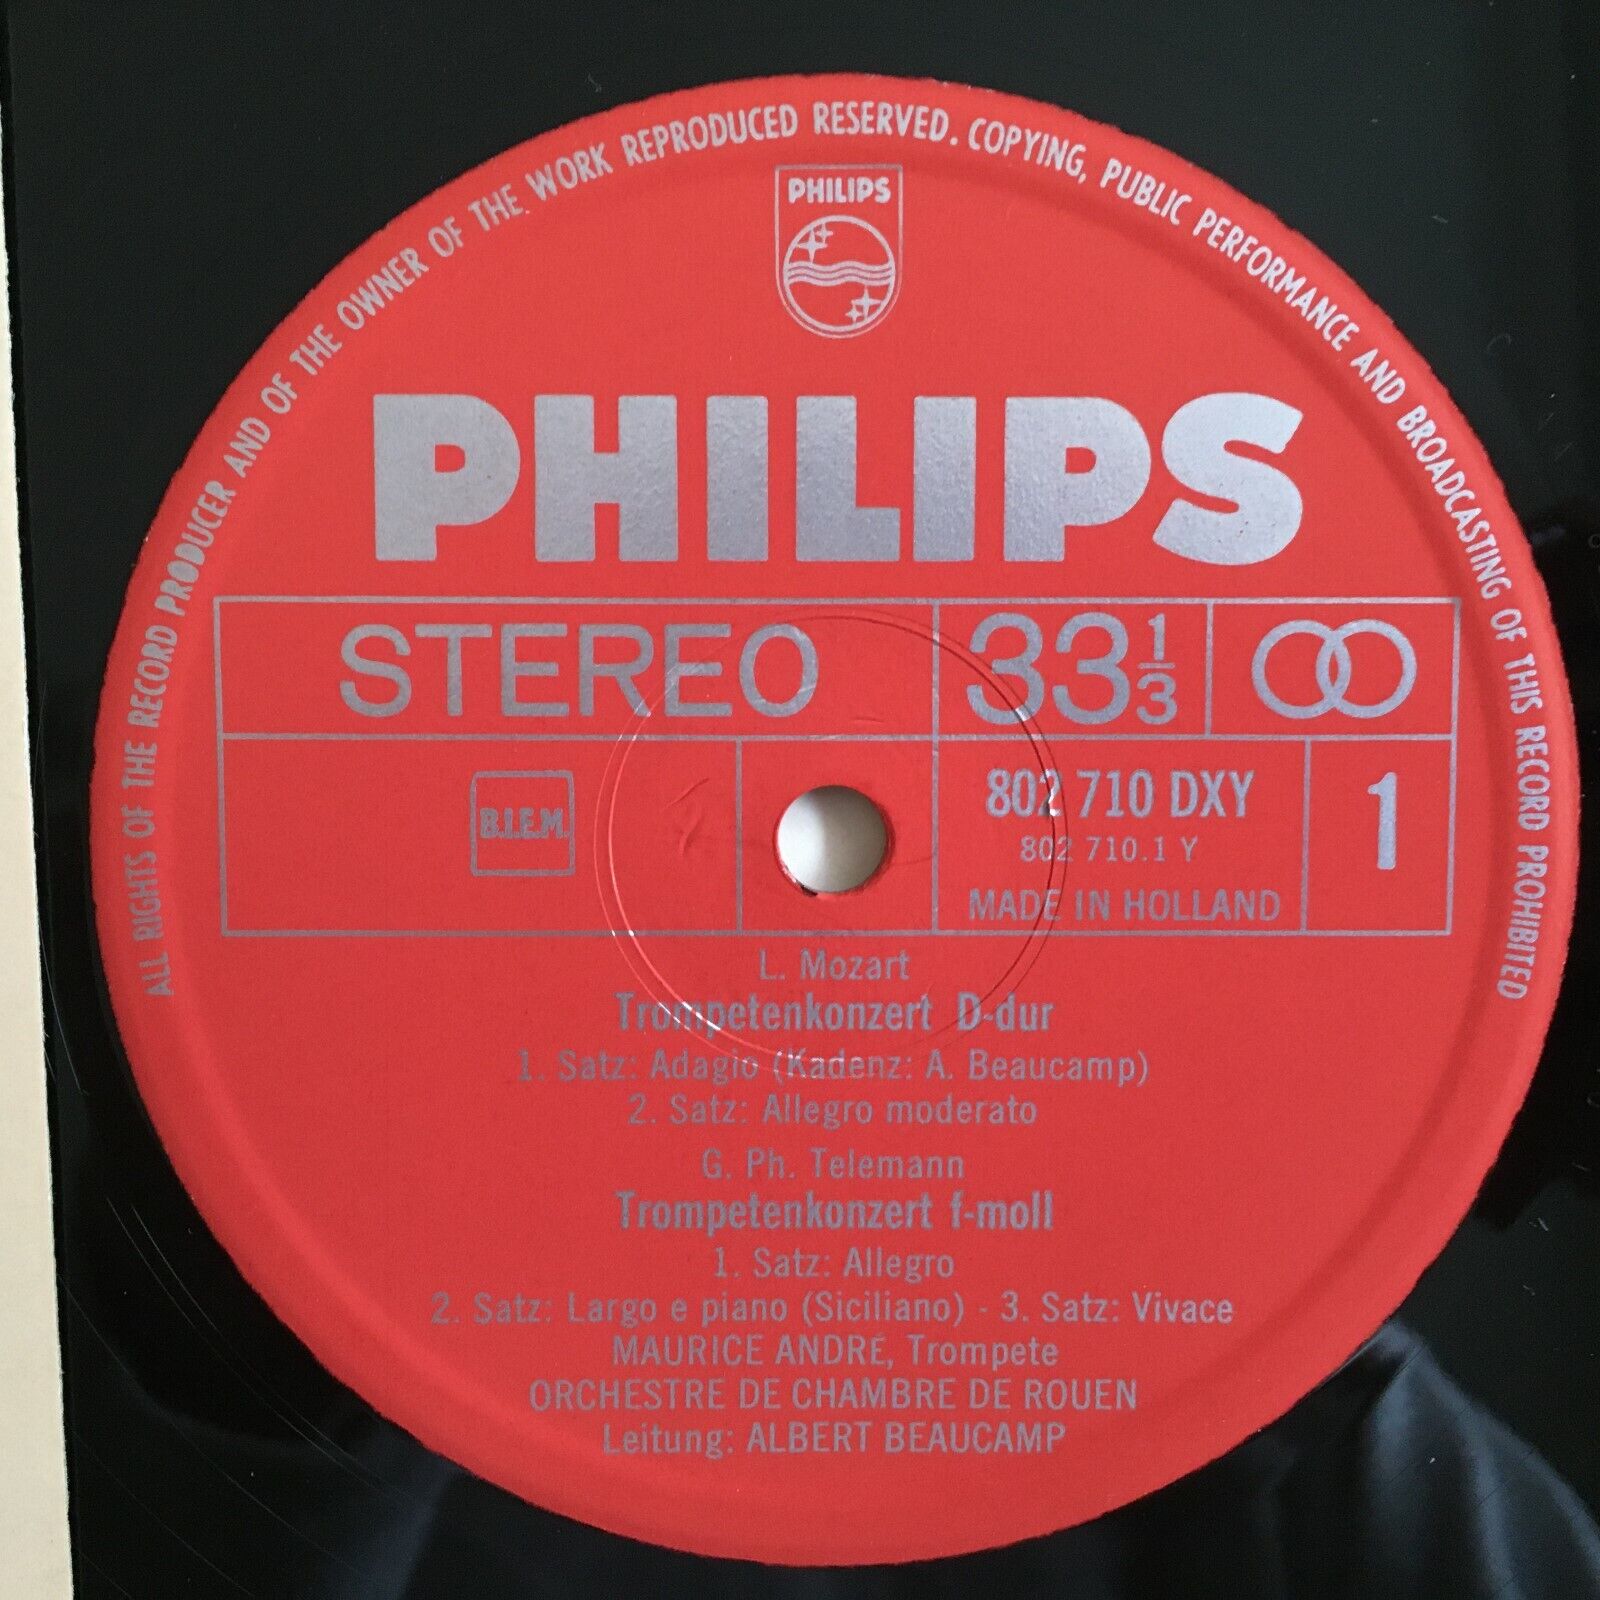 ALL RIGHTS OF THE RECORD PRODUCER AND OF THE OWNER OF THE WORK REPRODUCED RESERVED. COPYING, PUBLIC PERFORMANCE AND BROADCASTING OF THIS RECORD PROHIBITED
PHILIPS
PHILIPS
STEREO 33 1/3
B.I.E.M. 802 710 DXY 1
802 710.1 Y
MADE IN HOLLAND
L. Mozart
Trompetenkonzert D-dur
1. Satz: Adagio (Kadenz: A. Beaucamp)
2. Satz: Allegro moderato
G. Ph. Telemann
Trompetenkonzert f-moll
1. Satz: Allegro
2. Satz: Largo e piano (Siciliano) - 3. Satz: Vivace
MAURICE ANDRÉ, Trompete
ORCHESTRE DE CHAMBRE DE ROUEN
Leitung: ALBERT BEAUCAMP